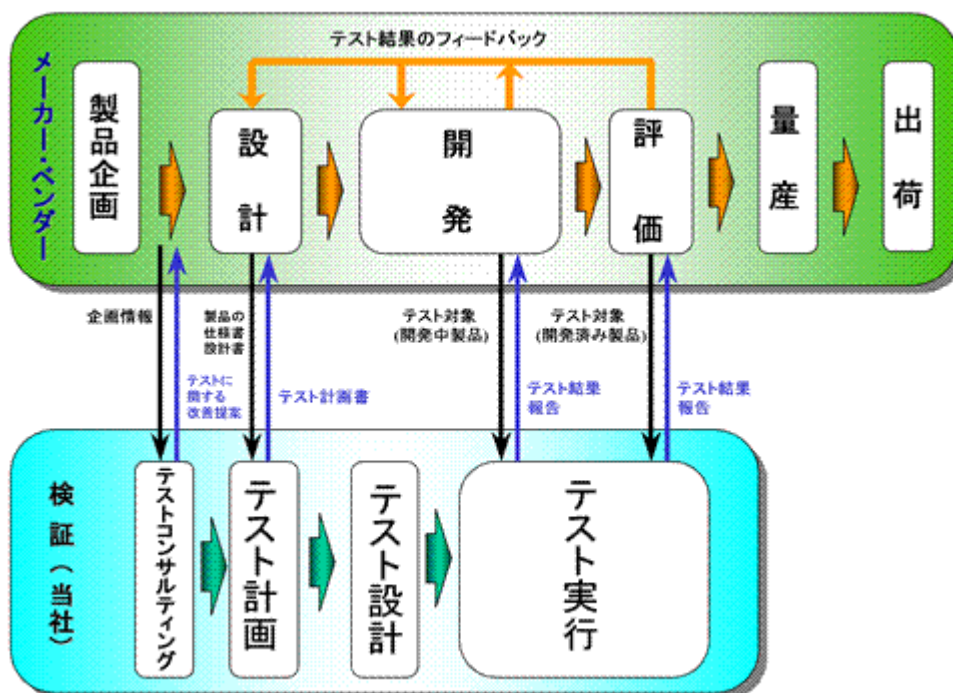 テスト結果のフィードバック
メーカー・ベンダー
製品企画
設計
開発
評価
量産
出荷
企画情報
テストに
関する
改善提案
製品の
仕様書
設計書
テスト計画書
テスト対象
(開発中製品)
テスト結果
報告
テスト対象
(開発済み製品)
テスト結果
報告
検証（当社）
テストコンサルティング
テスト計画
テスト設計
テスト実行